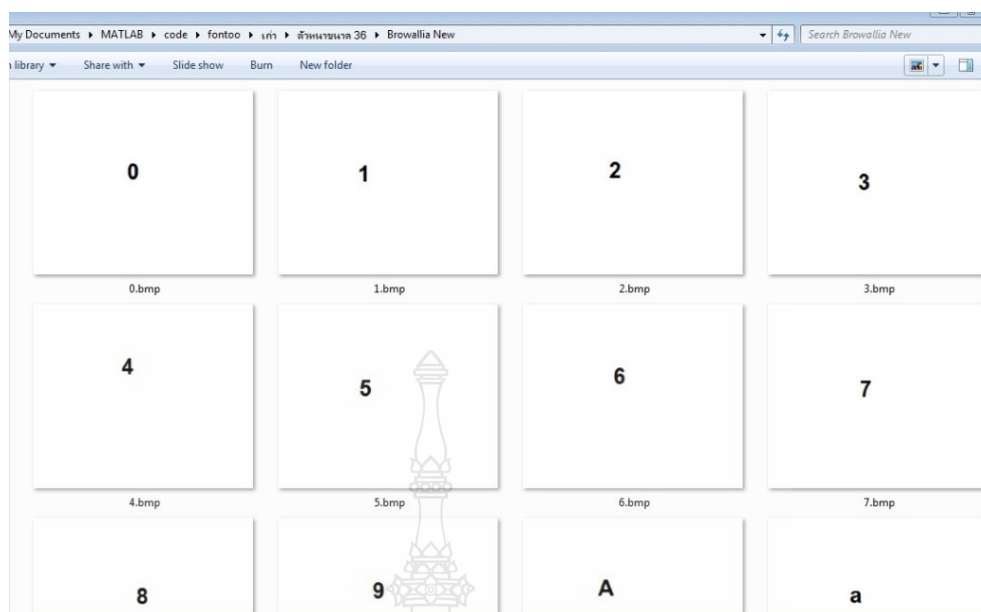 My Documents ▸ MATLAB ▸ code ▸ fontoo ▸ เก่า ▸ ตัวหนาขนาด 36 ▸ Browallia New Search Browallia New
library Share with Slide show Burn New folder
0 1 2 3
0.bmp 1.bmp 2.bmp 3.bmp
4 5 6 7
4.bmp 5.bmp 6.bmp 7.bmp
8 9 A a